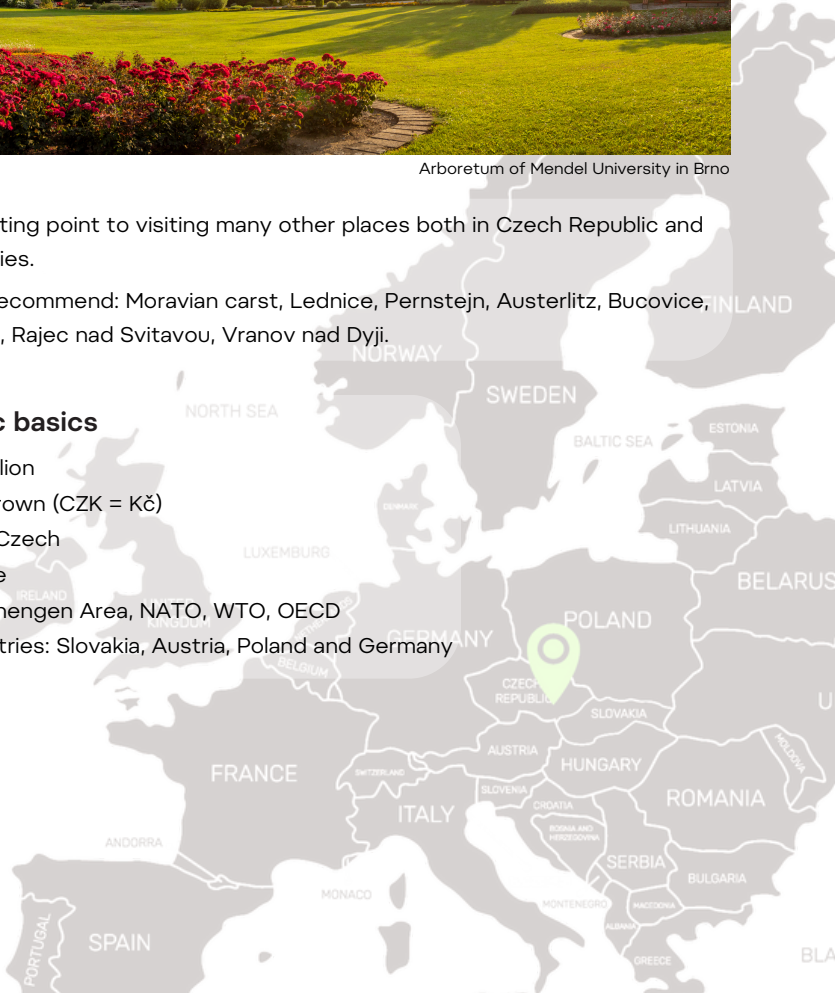 Arboretum of Mendel University in Brno
ting point to visiting many other places both in Czech Republic and
ies.
ecommend: Moravian carst, Lednice, Pernstejn, Austerlitz, Bucovice,
, Rajec nad Svitavou, Vranov nad Dyji.
c basics
lion
rown (CZK = Kč)
Czech
e
hengen Area, NATO, WTO, OECD
tries: Slovakia, Austria, Poland and Germany
FINLAND
NORWAY
SWEDEN
NORTH SEA
ESTONIA
BALTIC SEA
LATVIA
DENMARK
LITHUANIA
LUXEMBURG
BELARUS
IRELAND
UNITED
KINGDOM
POLAND
GERMANY
BELGIUM
CZECH
REPUBLIC
U
SLOVAKIA
AUSTRIA
HUNGARY
MOLDOVA
FRANCE
SWITZERLAND
SLOVENIA
ROMANIA
CROATIA
ITALY
BOSNIA AND
HERZEGOVINA
ANDORRA
SERBIA
BULGARIA
MONACO
MONTENEGRO
MACEDONIA
ALBANIA
PORTUGAL
SPAIN
GREECE
BLA